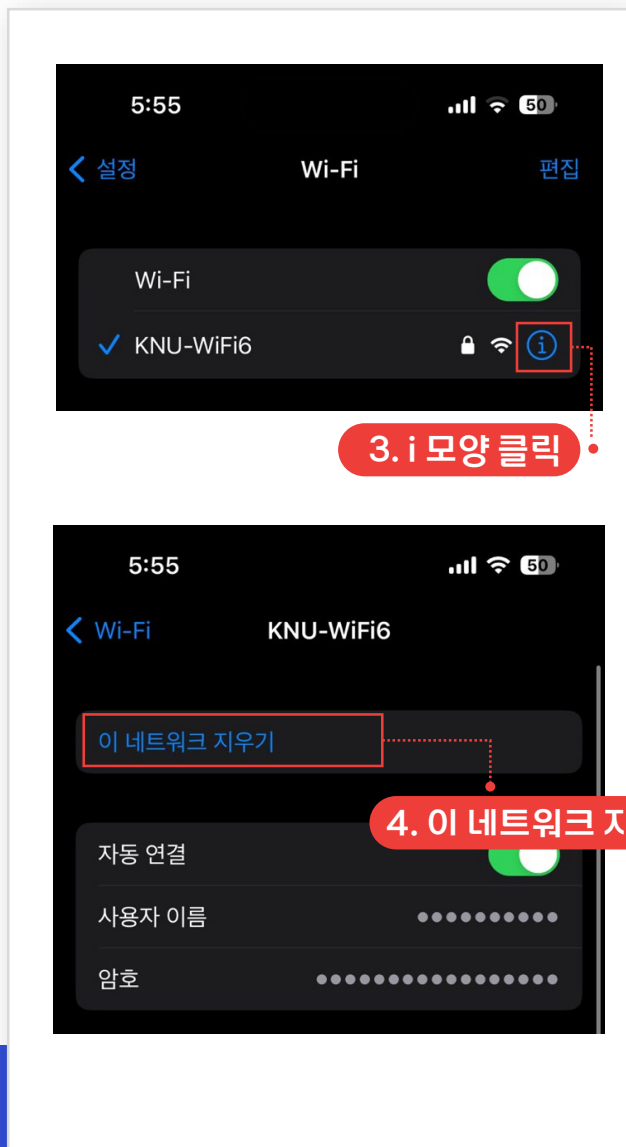 5:55
50
설정
Wi-Fi
편집
Wi-Fi
KNU-WiFi6
3. i 모양 클릭
5:55
50
Wi-Fi
KNU-WiFi6
이 네트워크 지우기
4. 이 네트워크 지
자동 연결
사용자 이름
암호